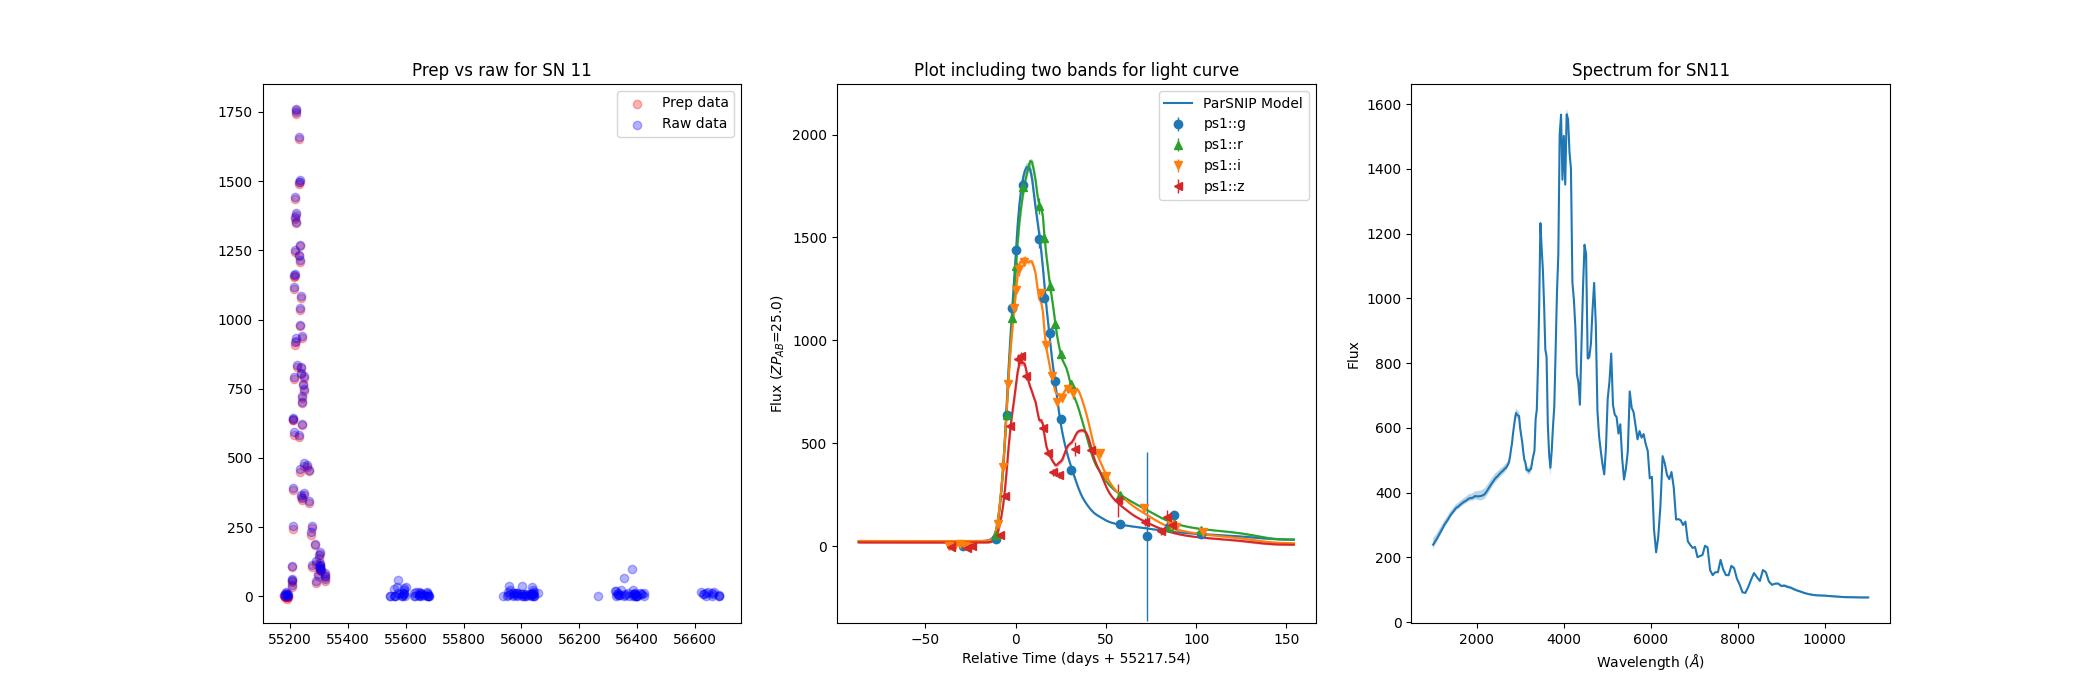 Prep vs raw for SN 11
Prep data
Raw data
1750
1500
1250
1000
750
500
250
0
55200 55400 55600 55800 56000 56200 56400 56600
Plot including two bands for light curve
ParSNIP Model
ps1::g
ps1::r
ps1::i
ps1::z
2000
1500
1000
500
0
Flux (ZP_AB=25.0)
−50 0 50 100 150
Relative Time (days + 55217.54)
Spectrum for SN11
1600
1400
1200
1000
800
600
400
200
0
Flux
2000 4000 6000 8000 10000
Wavelength (Å)